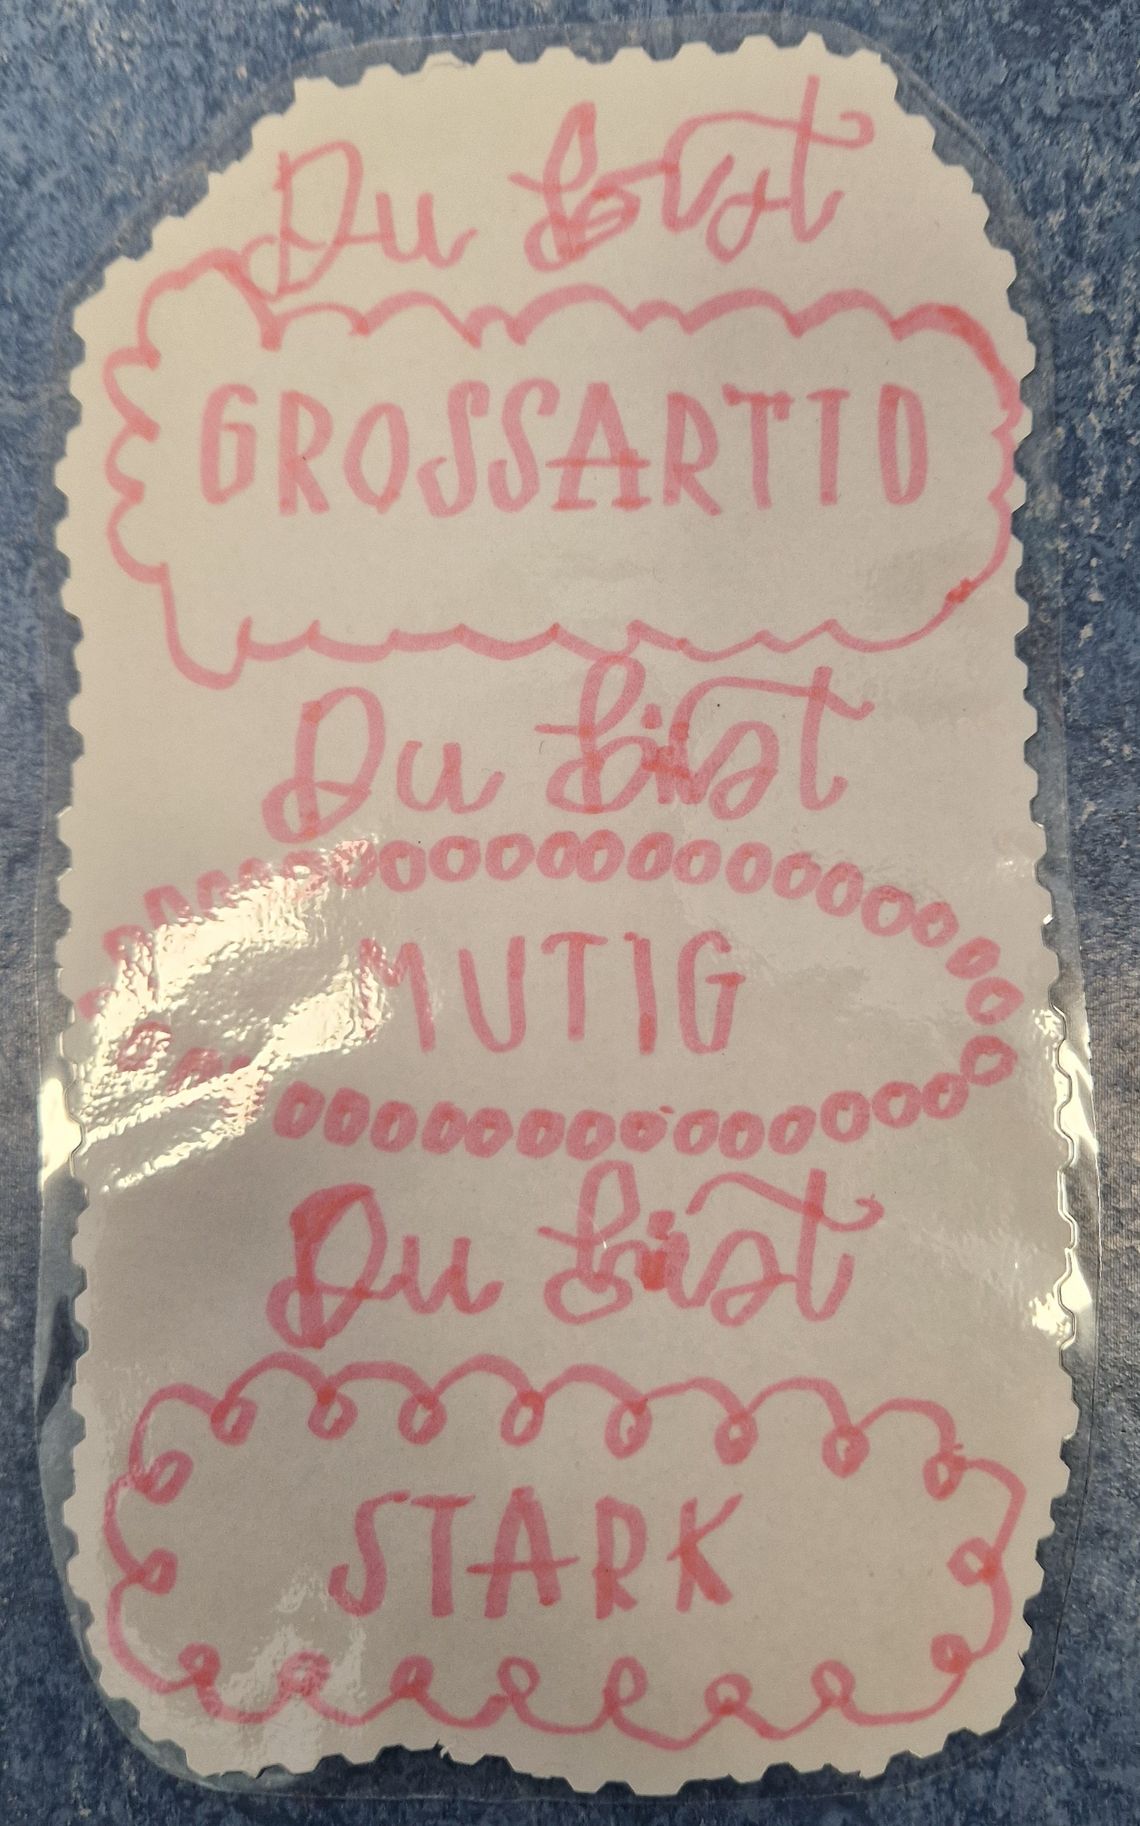 Du bist
GROSSARTIG
Du bist
MUTIG
Du bist
STARK